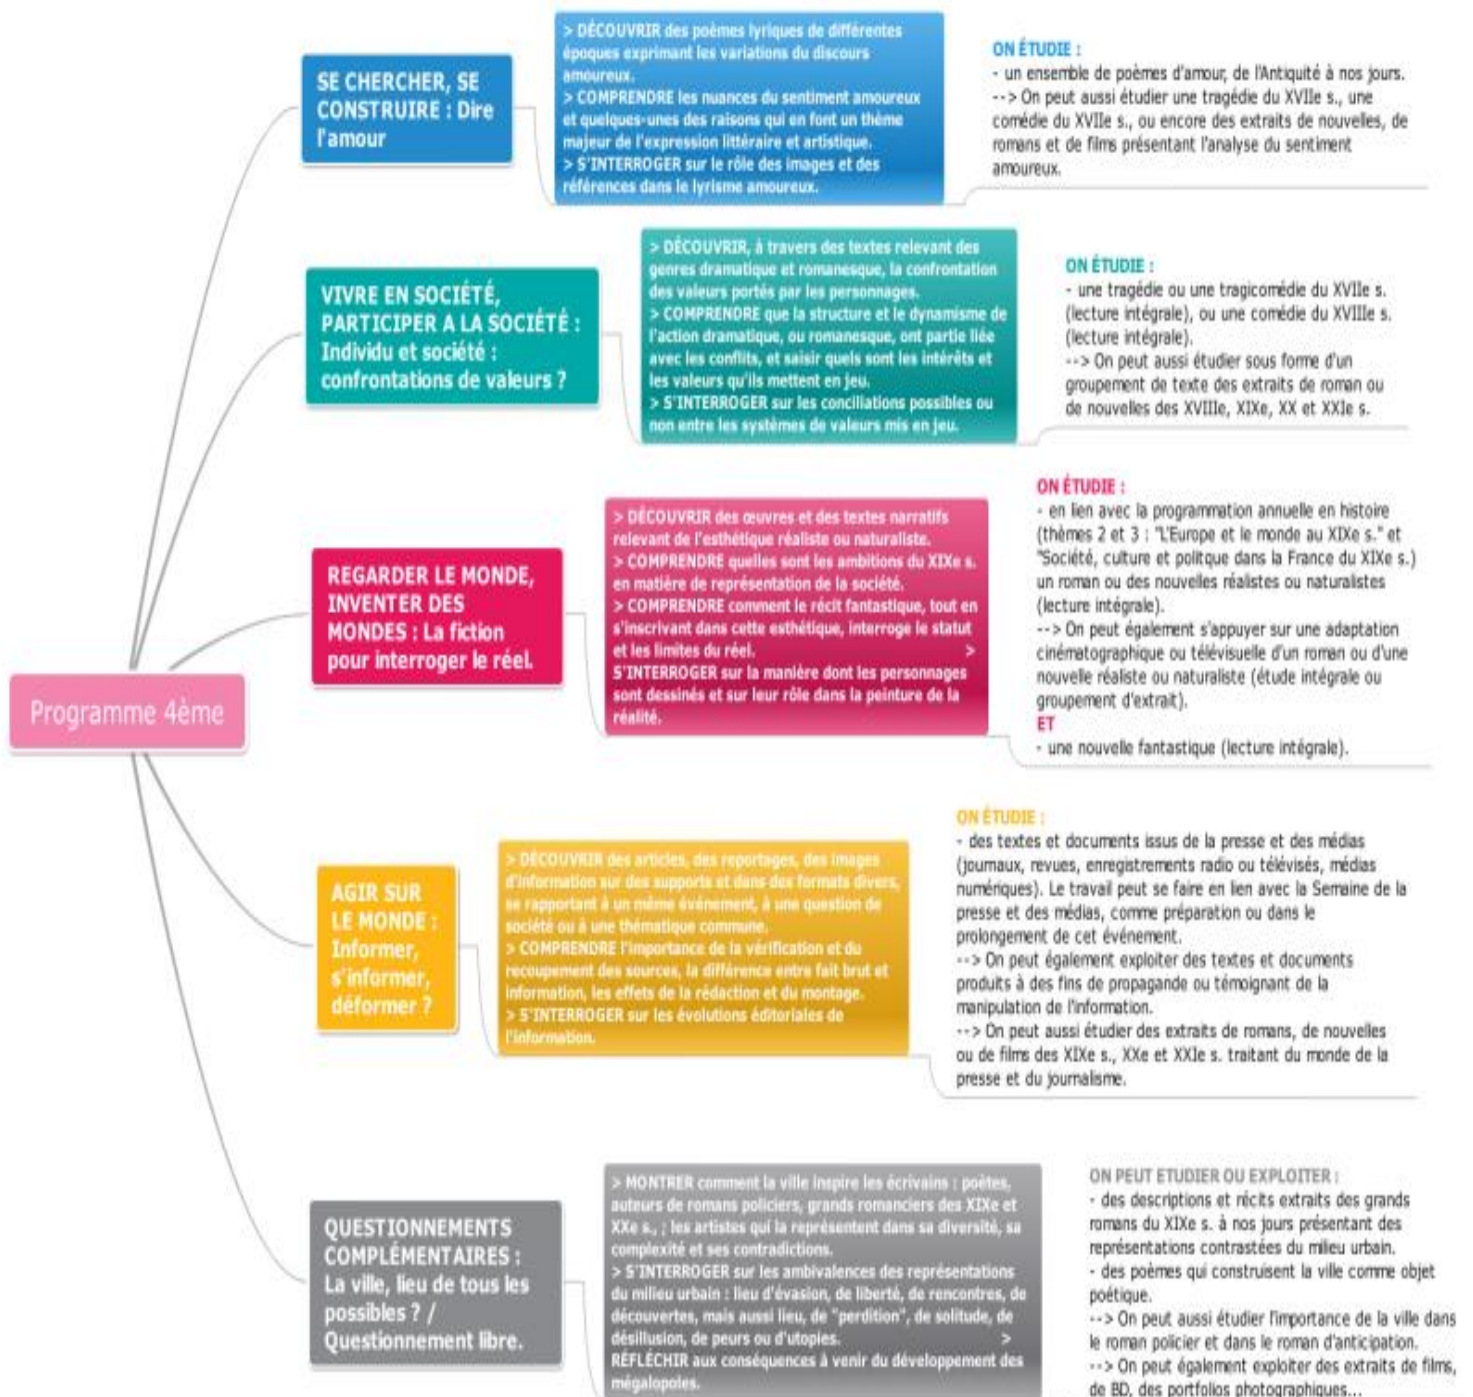 Programme 4ème
SE CHERCHER, SE
CONSTRUIRE : Dire
l'amour
> DÉCOUVRIR des poèmes lyriques de différentes
époques exprimant les variations du discours
amoureux.
> COMPRENDRE les nuances du sentiment amoureux
et quelques-unes des raisons qui en font un thème
majeur de l'expression littéraire et artistique.
> S'INTERROGER sur le rôle des images et des
références dans le lyrisme amoureux.
ON ÉTUDIE :
- un ensemble de poèmes d'amour, de l'Antiquité à nos jours.
--> On peut aussi étudier une tragédie du XVIIe s., une
comédie du XVIIe s., ou encore des extraits de nouvelles, de
romans et de films présentant l'analyse du sentiment
amoureux.
VIVRE EN SOCIÉTÉ,
PARTICIPER A LA SOCIÉTÉ :
Individu et société :
confrontations de valeurs ?
> DÉCOUVRIR, à travers des textes relevant des
genres dramatique et romanesque, la confrontation
des valeurs portés par les personnages.
> COMPRENDRE que la structure et le dynamisme de
l'action dramatique, ou romanesque, ont partie liée
avec les conflits, et saisir quels sont les intérêts et
les valeurs qu'ils mettent en jeu.
> S'INTERROGER sur les conciliations possibles ou
non entre les systèmes de valeurs mis en jeu.
ON ÉTUDIE :
- une tragédie ou une tragicomédie du XVIIe s.
(lecture intégrale), ou une comédie du XVIIIe s.
(lecture intégrale).
--> On peut aussi étudier sous forme d'un
groupement de texte des extraits de roman ou
de nouvelles des XVIIIe, XIXe, XX et XXIe s.
REGARDER LE MONDE,
INVENTER DES
MONDES : La fiction
pour interroger le réel.
> DÉCOUVRIR des œuvres et des textes narratifs
relevant de l'esthétique réaliste ou naturaliste.
> COMPRENDRE quelles sont les ambitions du XIXe s.
en matière de représentation de la société.
> COMPRENDRE comment le récit fantastique, tout en
s'inscrivant dans cette esthétique, interroge le statut
et les limites du réel. >
S'INTERROGER sur la manière dont les personnages
sont dessinés et sur leur rôle dans la peinture de la
réalité.
ON ÉTUDIE :
- en lien avec la programmation annuelle en histoire
(thèmes 2 et 3 : "L'Europe et le monde au XIXe s." et
"Société, culture et politque dans la France du XIXe s.)
un roman ou des nouvelles réalistes ou naturalistes
(lecture intégrale).
--> On peut également s'appuyer sur une adaptation
cinématographique ou télévisuelle d'un roman ou d'une
nouvelle réaliste ou naturaliste (étude intégrale ou
groupement d'extrait).
ET
- une nouvelle fantastique (lecture intégrale).
AGIR SUR
LE MONDE :
Informer,
s'informer,
déformer ?
> DÉCOUVRIR des articles, des reportages, des images
d'information sur des supports et dans des formats divers,
se rapportant à un même événement, à une question de
société ou à une thématique commune.
> COMPRENDRE l'importance de la vérification et du
recoupement des sources, la différence entre fait brut et
information, les effets de la rédaction et du montage.
> S'INTERROGER sur les évolutions éditoriales de
l'information.
ON ÉTUDIE :
- des textes et documents issus de la presse et des médias
(journaux, revues, enregistrements radio ou télévisés, médias
numériques). Le travail peut se faire en lien avec la Semaine de la
presse et des médias, comme préparation ou dans le
prolongement de cet événement.
--> On peut également exploiter des textes et documents
produits à des fins de propagande ou témoignant de la
manipulation de l'information.
--> On peut aussi étudier des extraits de romans, de nouvelles
ou de films des XIXe s., XXe et XXIe s. traitant du monde de la
presse et du journalisme.
QUESTIONNEMENTS
COMPLÉMENTAIRES :
La ville, lieu de tous les
possibles ? /
Questionnement libre.
> MONTRER comment la ville inspire les écrivains : poètes,
auteurs de romans policiers, grands romanciers des XIXe et
XXe s., ; les artistes qui la représentent dans sa diversité, sa
complexité et ses contradictions.
> S'INTERROGER sur les ambivalences des représentations
du milieu urbain : lieu d'évasion, de liberté, de rencontres, de
découvertes, mais aussi lieu, de "perdition", de solitude, de
désillusion, de peurs ou d'utopies. >
RÉFLÉCHIR aux conséquences à venir du développement des
mégalopoles.
ON PEUT ETUDIER OU EXPLOITER :
- des descriptions et récits extraits des grands
romans du XIXe s. à nos jours présentant des
représentations contrastées du milieu urbain.
- des poèmes qui construisent la ville comme objet
poétique.
--> On peut aussi étudier l'importance de la ville dans
le roman policier et dans le roman d'anticipation.
--> On peut également exploiter des extraits de films,
de BD, des portfolios photographiques...